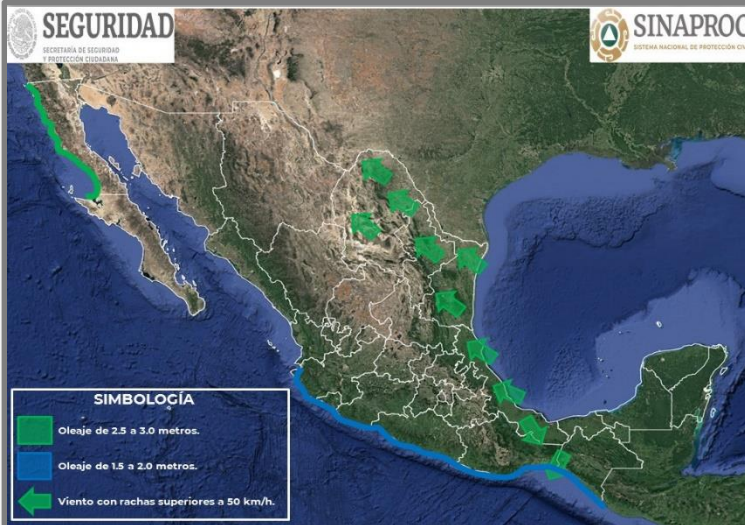 SEGURIDAD
SECRETARÍA DE SEGURIDAD
Y PROTECCIÓN CIUDADANA
SINAPROC
SISTEMA NACIONAL DE PROTECCIÓN
SIMBOLOGÍA
Oleaje de 2.5 a 3.0 metros.
Oleaje de 1.5 a 2.0 metros.
Viento con rachas superiores a 50 km/h.